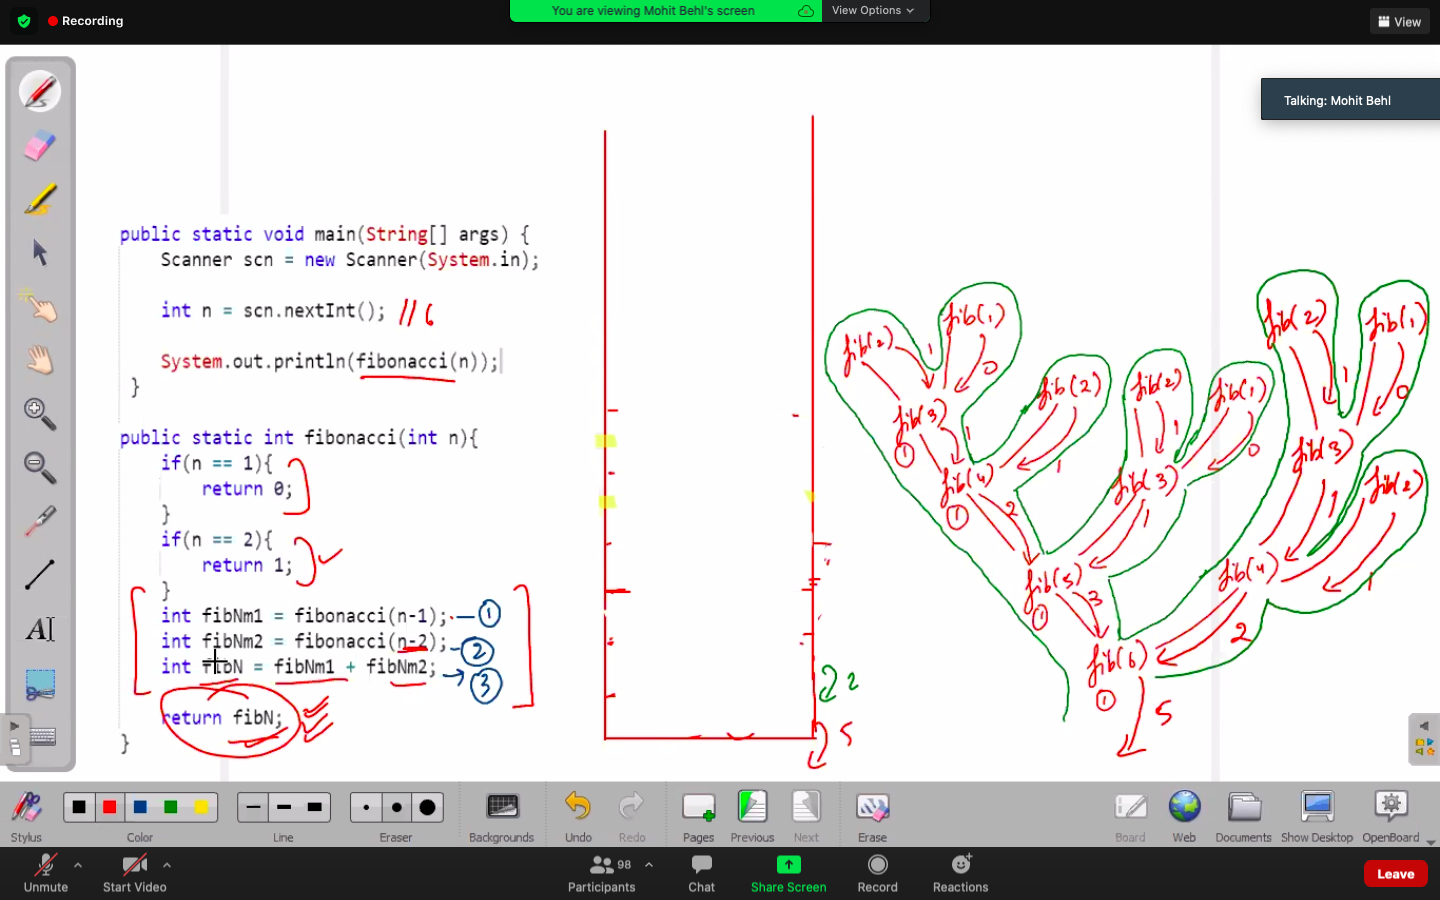 Recording
You are viewing Mohit Behl's screen
View Options
View
Talking: Mohit Behl
public static void main(String[] args) {
Scanner scn = new Scanner(System.in);
int n = scn.nextInt(); //6
System.out.println(fibonacci(n));
}
public static int fibonacci(int n){
if(n == 1){
return 0;
}
if(n == 2){
return 1;
}
int fibNm1 = fibonacci(n-1); 1
int fibNm2 = fibonacci(n-2); 2
int fibN = fibNm1 + fibNm2; 3
return fibN;
}
2
5
fib(2) fib(1)
1 0
fib(3) fib(2)
1 1 1
fib(4)
1 2
fib(2) fib(1)
1 0
fib(3)
1
fib(5)
1 3
fib(2) fib(1)
1 0
fib(3) fib(2)
1 1
fib(4)
2
fib(6)
1 5
A
Stylus
Color
Line
Eraser
Backgrounds
Undo
Redo
Pages
Previous
Next
Erase
Board
Web
Documents
Show Desktop
OpenBoard
Unmute
Start Video
98
Participants
Chat
Share Screen
Record
Reactions
Leave